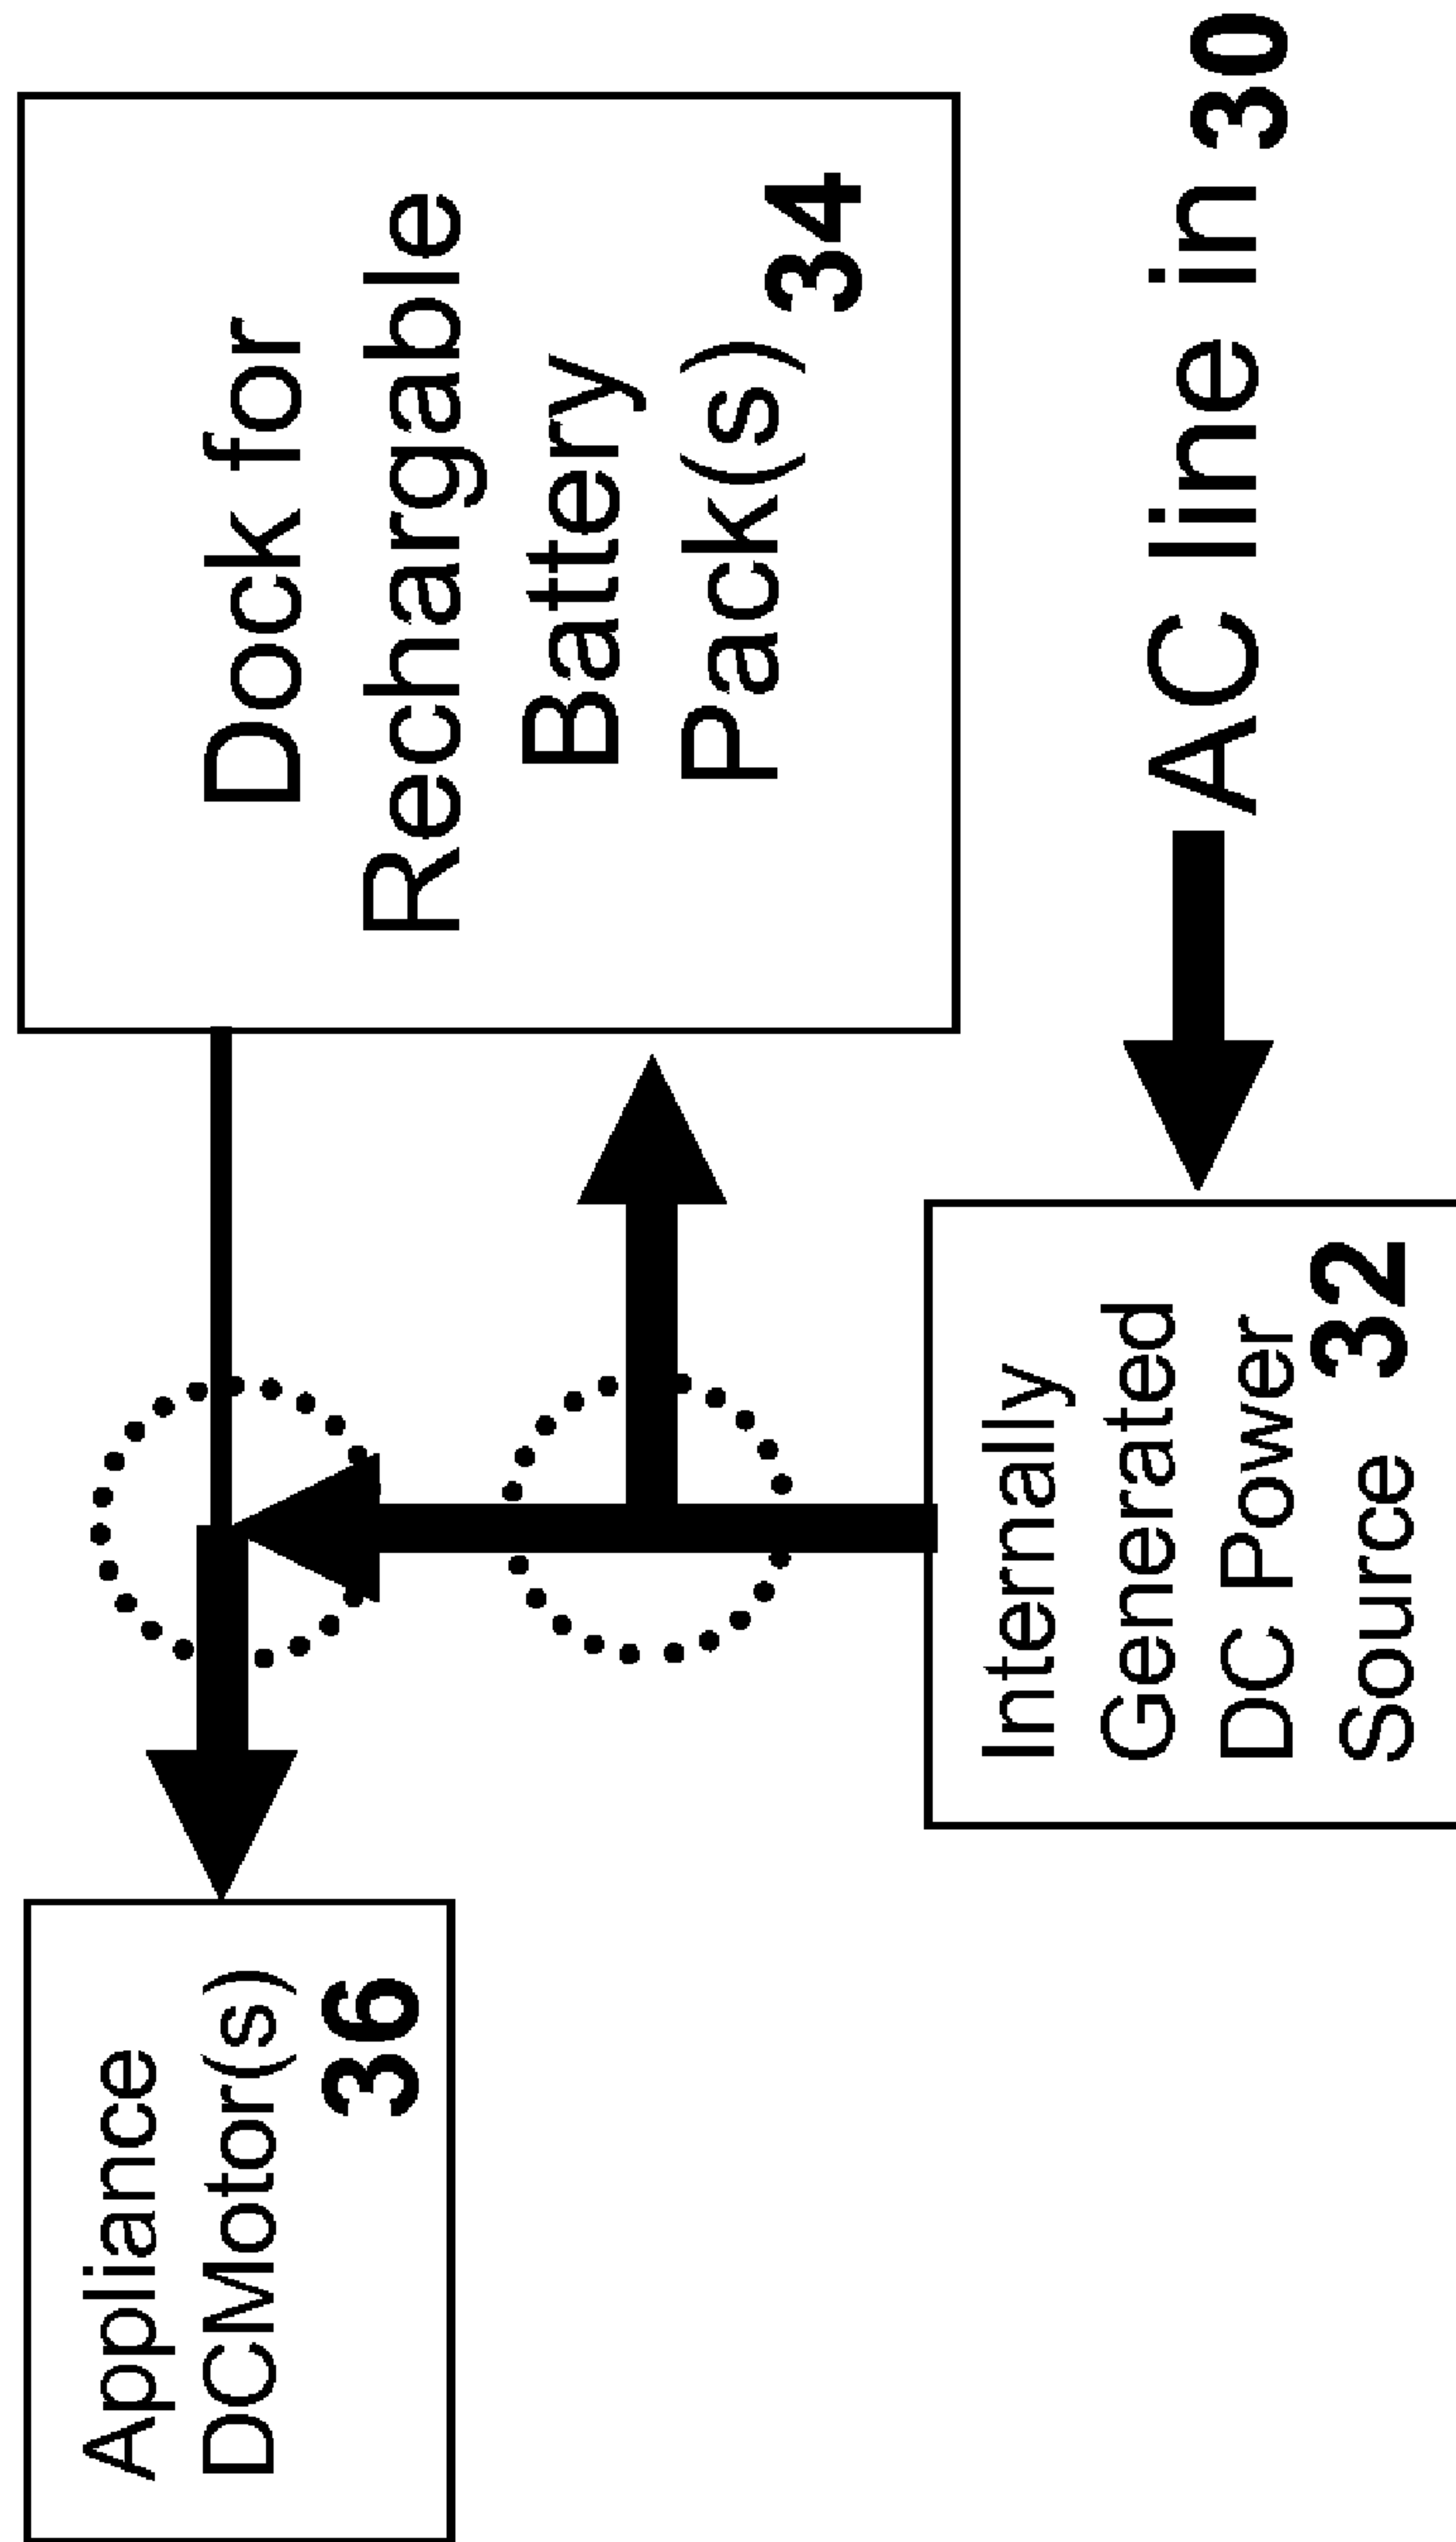 Appliance
DCMotor(s)
36
Dock for
Rechargable
Battery
Pack(s) 34
Internally
Generated
DC Power
Source 32
AC line in 30